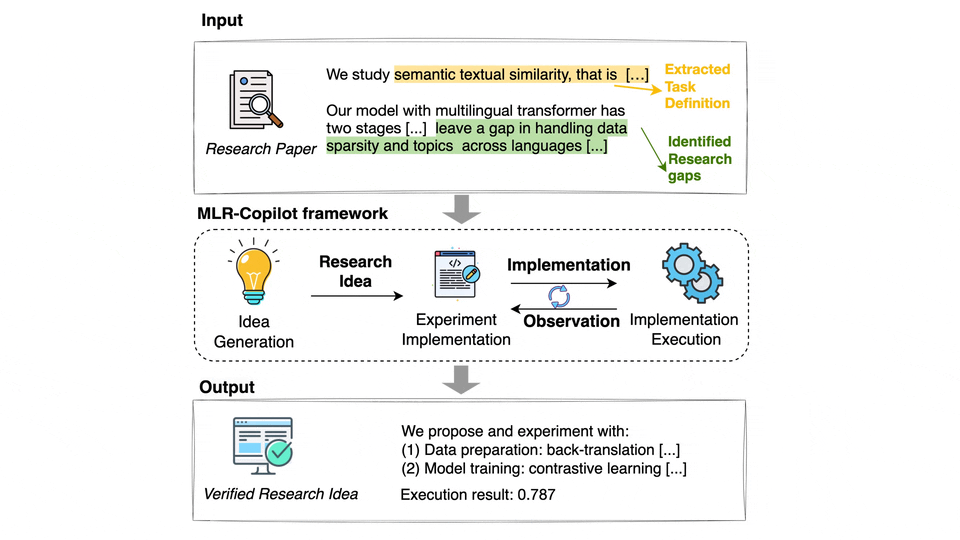 Input
We study semantic textual similarity, that is [...]
Extracted
Task
Definition
Our model with multilingual transformer has
two stages [...] leave a gap in handling data
sparsity and topics across languages [...]
Identified
Research
gaps
Research Paper
MLR-Copilot framework
Research
Idea
Implementation
Observation
Idea
Generation
Experiment
Implementation
Implementation
Execution
Output
We propose and experiment with:
(1) Data preparation: back-translation [...]
(2) Model training: contrastive learning [...]
Execution result: 0.787
Verified Research Idea